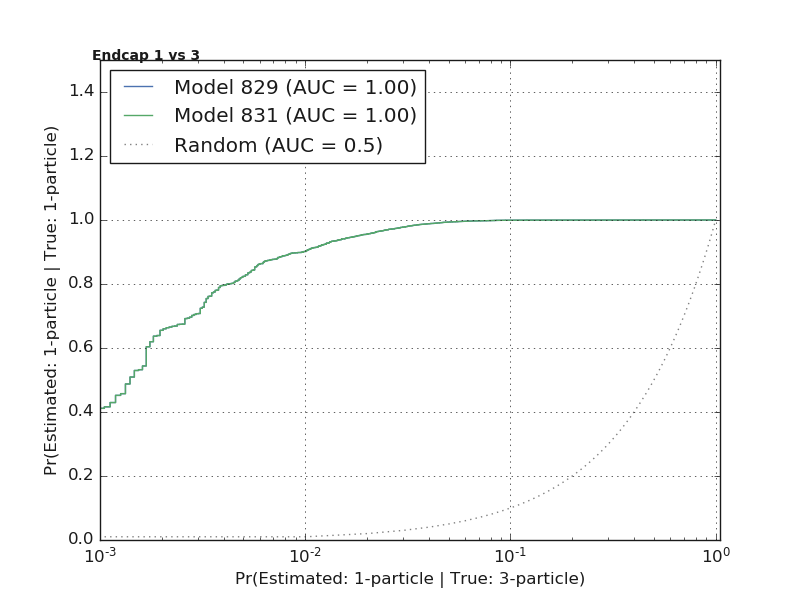 Endcap 1 vs 3
Model 829 (AUC = 1.00)
Model 831 (AUC = 1.00)
Random (AUC = 0.5)
Pr(Estimated: 1-particle | True: 1-particle)
1.4
1.2
1.0
0.8
0.6
0.4
0.2
0.0
10^-3 10^-2 10^-1 10^0
Pr(Estimated: 1-particle | True: 3-particle)